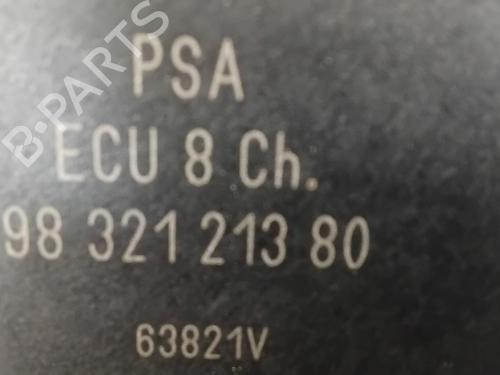 B-PARTS
PSA
ECU 8 Ch.
98 321 213 80
63821V